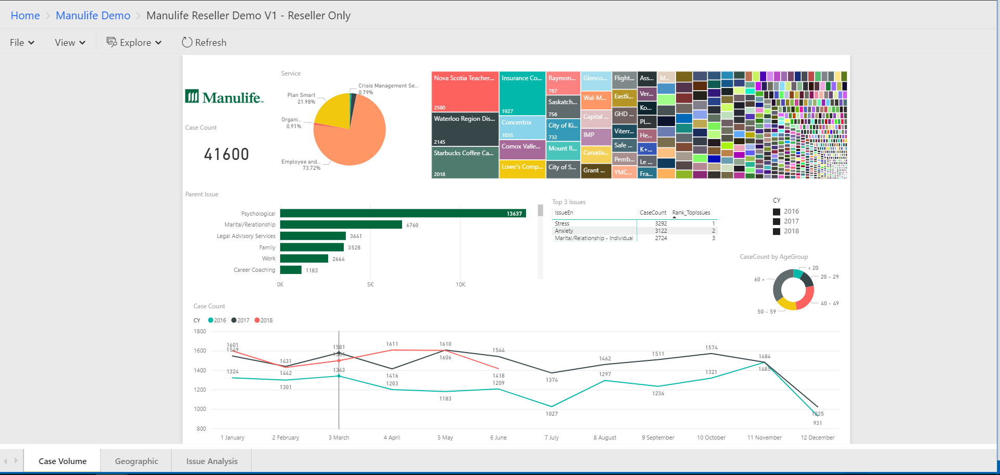 Home > Manulife Demo > Manulife Reseller Demo V1 - Reseller Only
File View Explore Refresh
Manulife
Case Count
41600
Service
Crisis Management Se...
0.79%
Plan Smart
21.98%
Organi...
0.91%
Employee and...
73.72%
Nova Scotia Teacher...
2560
Waterloo Region Dis...
2145
Starbucks Coffee Ca...
2018
Insurance Co...
1927
Concentrix
1035
Comox Valle...
Lowe's Comp...
Raymon...
767
Saskatch...
756
City of Ki...
732
Mount R...
City of S...
Glenco...
Wal-M...
Capital ...
IMP
Canada...
Grant ...
Flight...
Eastli...
GHD ...
Viterr...
Safe ...
Pemb...
YMC...
Ass...
Ver...
Ko...
PL...
He...
K+...
Le ...
Fra...
M...
Parent Issue
Psychological 13637
Marital/Relationship 6760
Legal Advisory Services 3641
Family 3528
Work 2664
Career Coaching 1183
0K 5K 10K
Top 3 Issues
IssueEn CaseCount Rank_TopIssues
Stress 3292 1
Anxiety 3122 2
Marital/Relationship - Individual 2724 3
CY
2016
2017
2018
CaseCount by AgeGroup
< 20
20 - 29
40 - 49
50 - 59
60 +
Case Count
CY 2016 2017 2018
1800
1600
1400
1200
1000
800
1601 1431 1501 1611 1606 1418
1549 1442 1581 1416 1610 1544 1374 1462 1511 1574 1484 1025
1324 1301 1343 1203 1183 1209 1027 1297 1236 1321 1485 931
1 January 2 February 3 March 4 April 5 May 6 June 7 July 8 August 9 September 10 October 11 November 12 December
Case Volume Geographic Issue Analysis